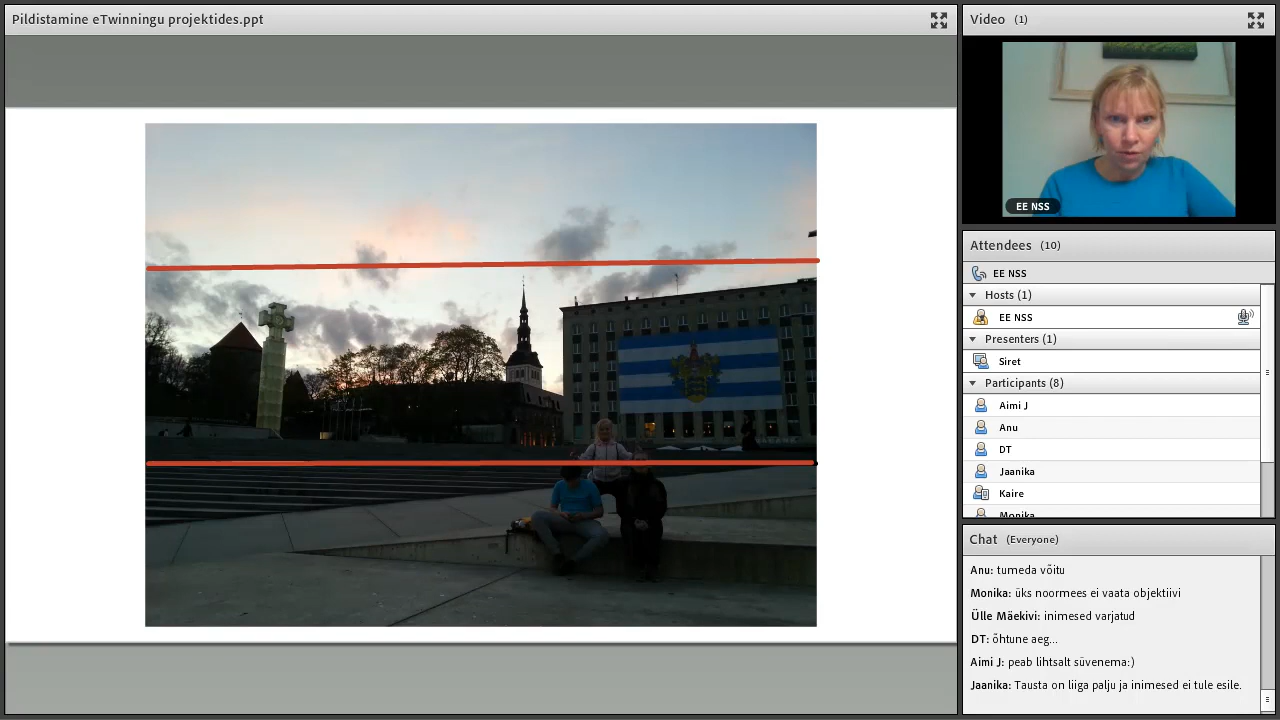 Pildistamine eTwinningu projektides.ppt
Video (1)
EE NSS
Attendees (10)
EE NSS
Hosts (1)
EE NSS
Presenters (1)
Siret
Participants (8)
Aimi J
Anu
DT
Jaanika
Kaire
Monika
Chat (Everyone)
Anu: tumeda võitu
Monika: üks noormees ei vaata objektiivi
Ülle Mäekivi: inimesed varjatud
DT: õhtune aeg...
Aimi J: peab lihtsalt süvenema:)
Jaanika: Tausta on liiga palju ja inimesed ei tule esile.